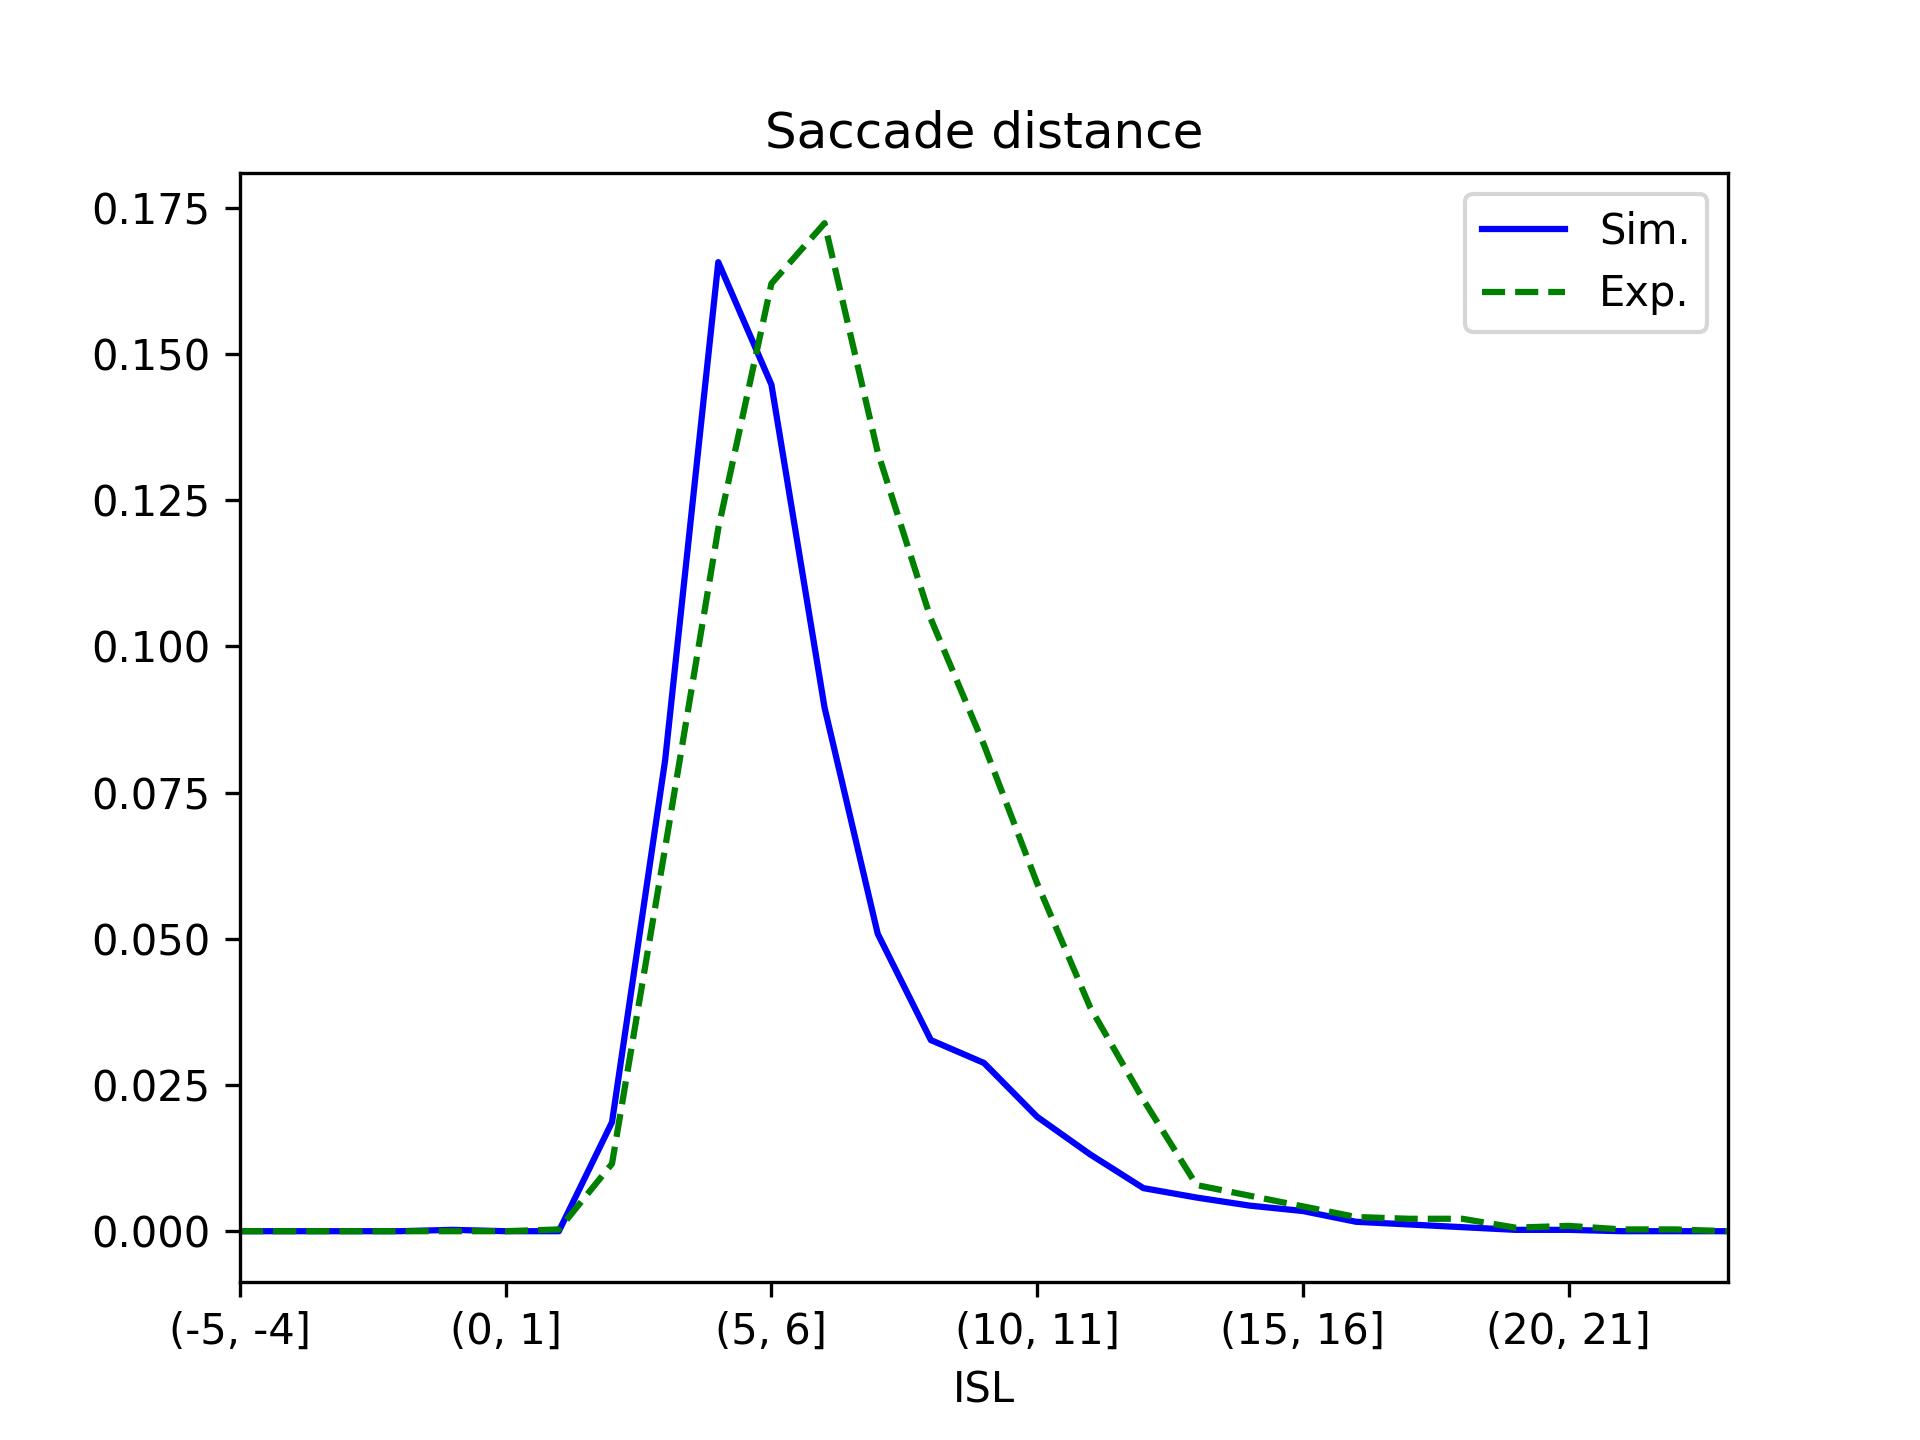 Saccade distance
0.175
0.150
0.125
0.100
0.075
0.050
0.025
0.000
Sim.
Exp.
(-5, -4] (0, 1] (5, 6] (10, 11] (15, 16] (20, 21]
ISL